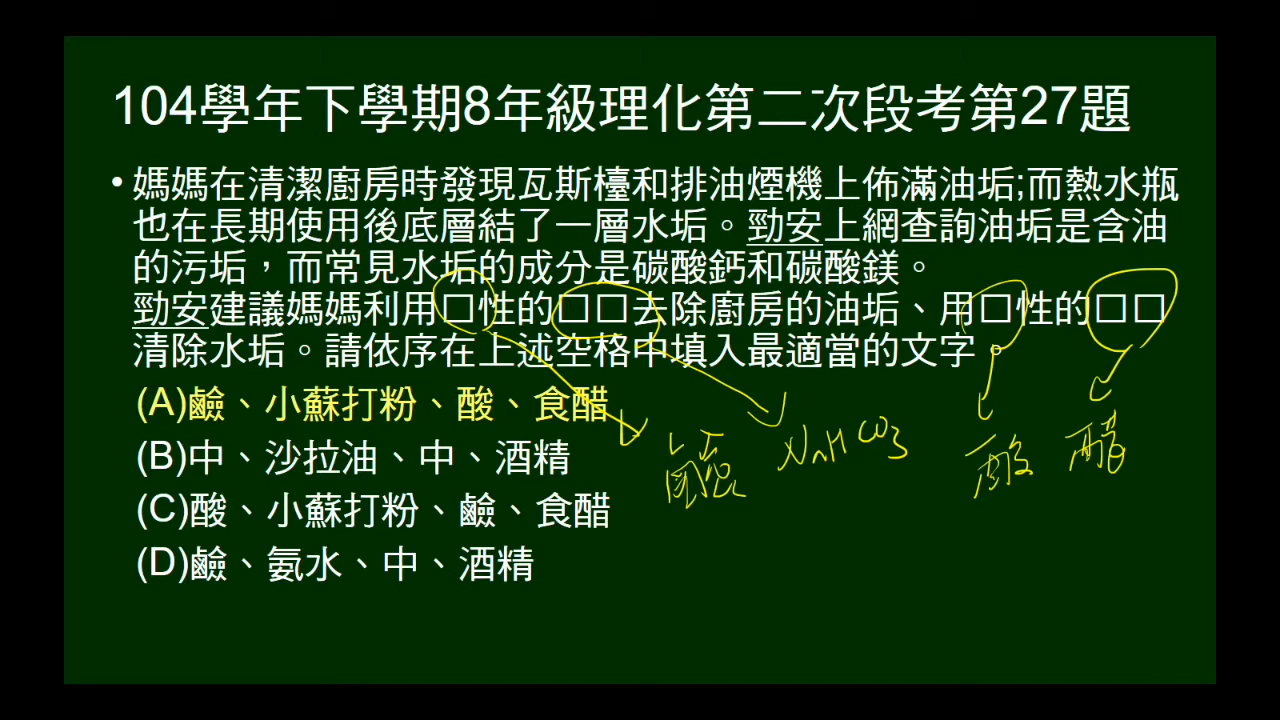 104學年下學期8年級理化第二次段考第27題
•媽媽在清潔廚房時發現瓦斯檯和排油煙機上佈滿油垢;而熱水瓶
也在長期使用後底層結了一層水垢。勁安上網查詢油垢是含油
的污垢，而常見水垢的成分是碳酸鈣和碳酸鎂。
勁安建議媽媽利用□性的□□去除廚房的油垢、用□性的□□
清除水垢。請依序在上述空格中填入最適當的文字。
(A)鹼、小蘇打粉、酸、食醋
(B)中、沙拉油、中、酒精
(C)酸、小蘇打粉、鹼、食醋
(D)鹼、氨水、中、酒精
鹼 NaHCO3 酸 醋